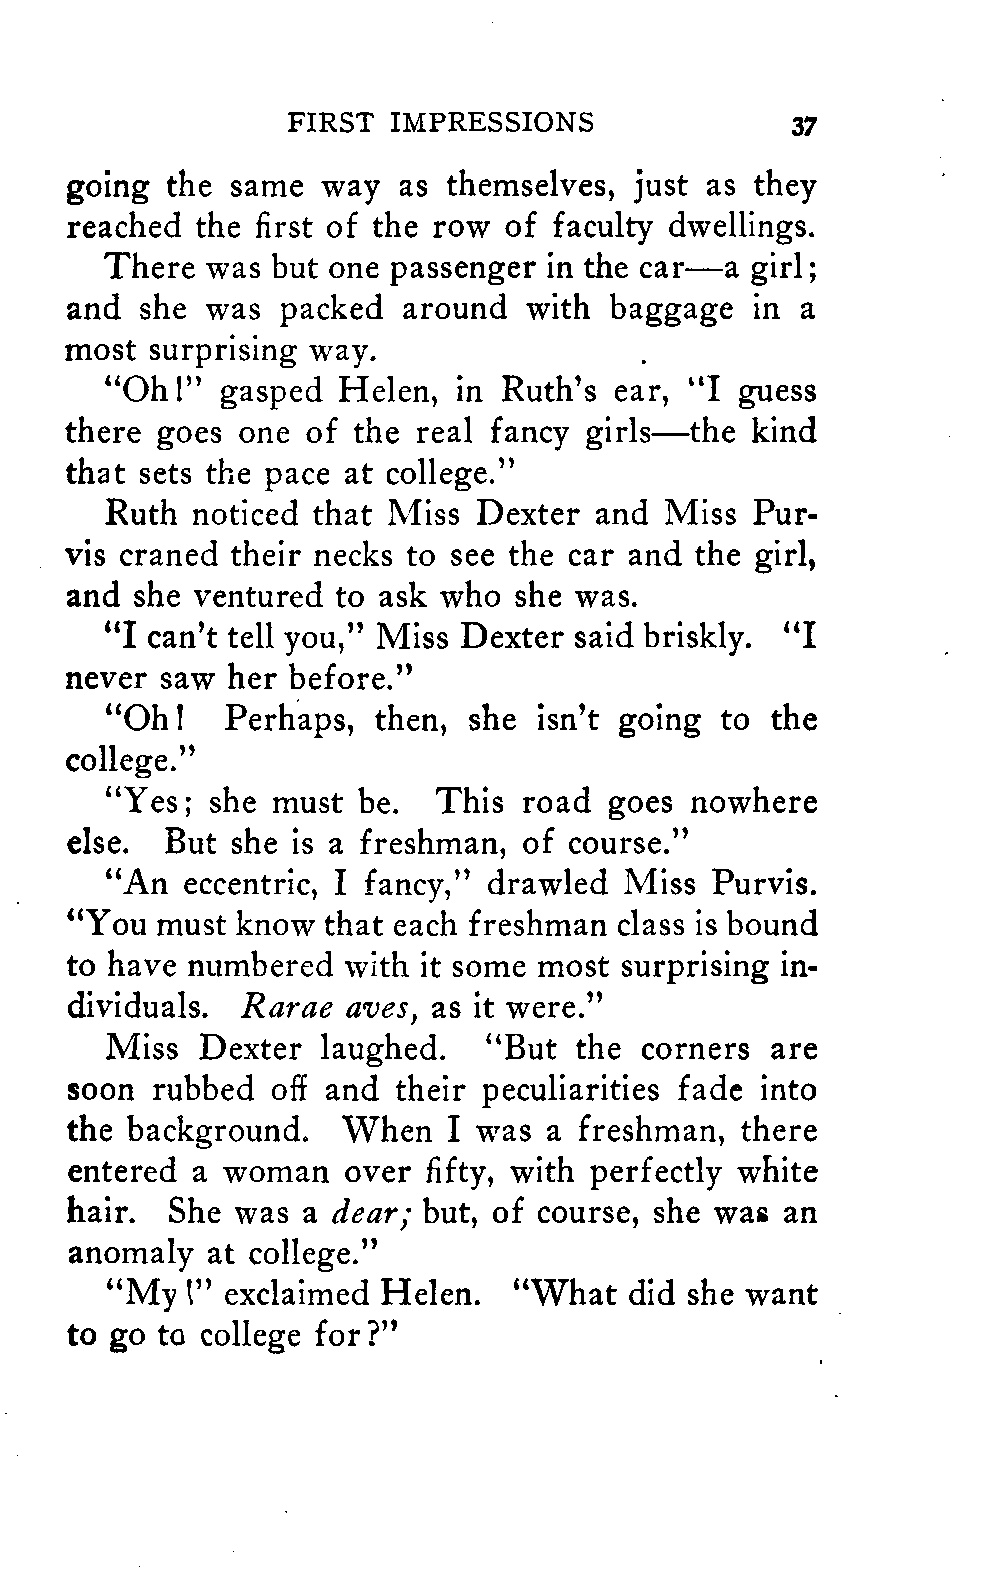 FIRST IMPRESSIONS 37
going the same way as themselves, just as they
reached the first of the row of faculty dwellings.
There was but one passenger in the car—a girl;
and she was packed around with baggage in a
most surprising way.
“Oh!” gasped Helen, in Ruth’s ear, “I guess
there goes one of the real fancy girls—the kind
that sets the pace at college.”
Ruth noticed that Miss Dexter and Miss Pur-
vis craned their necks to see the car and the girl,
and she ventured to ask who she was.
“I can’t tell you,” Miss Dexter said briskly. “I
never saw her before.”
“Oh! Perhaps, then, she isn’t going to the
college.”
“Yes; she must be. This road goes nowhere
else. But she is a freshman, of course.”
“An eccentric, I fancy,” drawled Miss Purvis.
“You must know that each freshman class is bound
to have numbered with it some most surprising in-
dividuals. Rarae aves, as it were.”
Miss Dexter laughed. “But the corners are
soon rubbed off and their peculiarities fade into
the background. When I was a freshman, there
entered a woman over fifty, with perfectly white
hair. She was a dear; but, of course, she was an
anomaly at college.”
“My!” exclaimed Helen. “What did she want
to go to college for?”